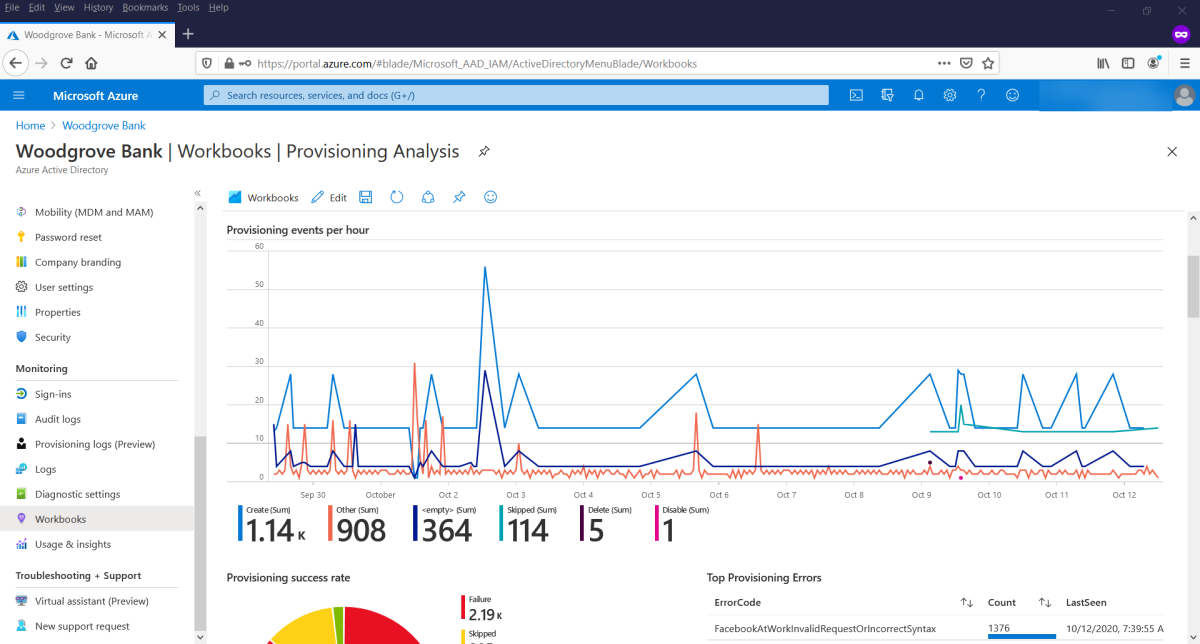 File Edit View History Bookmarks Tools Help
Woodgrove Bank - Microsoft A
https://portal.azure.com/#blade/Microsoft_AAD_IAM/ActiveDirectoryMenuBlade/Workbooks
Microsoft Azure
Search resources, services, and docs (G+/)
Home > Woodgrove Bank
Woodgrove Bank | Workbooks | Provisioning Analysis
Azure Active Directory
Workbooks Edit
Mobility (MDM and MAM)
Password reset
Company branding
User settings
Properties
Security
Monitoring
Sign-ins
Audit logs
Provisioning logs (Preview)
Logs
Diagnostic settings
Workbooks
Usage & insights
Troubleshooting + Support
Virtual assistant (Preview)
New support request
Provisioning events per hour
60
50
40
30
20
10
0
Sep 30 October Oct 2 Oct 3 Oct 4 Oct 5 Oct 6 Oct 7 Oct 8 Oct 9 Oct 10 Oct 11 Oct 12
Create (Sum) Other (Sum) <empty> (Sum) Skipped (Sum) Delete (Sum) Disable (Sum)
1.14 K 908 364 114 5 1
Provisioning success rate
Failure
2.19 K
Skipped
Top Provisioning Errors
ErrorCode Count LastSeen
FacebookAtWorkInvalidRequestOrIncorrectSyntax 1376 10/12/2020, 7:39:55 A